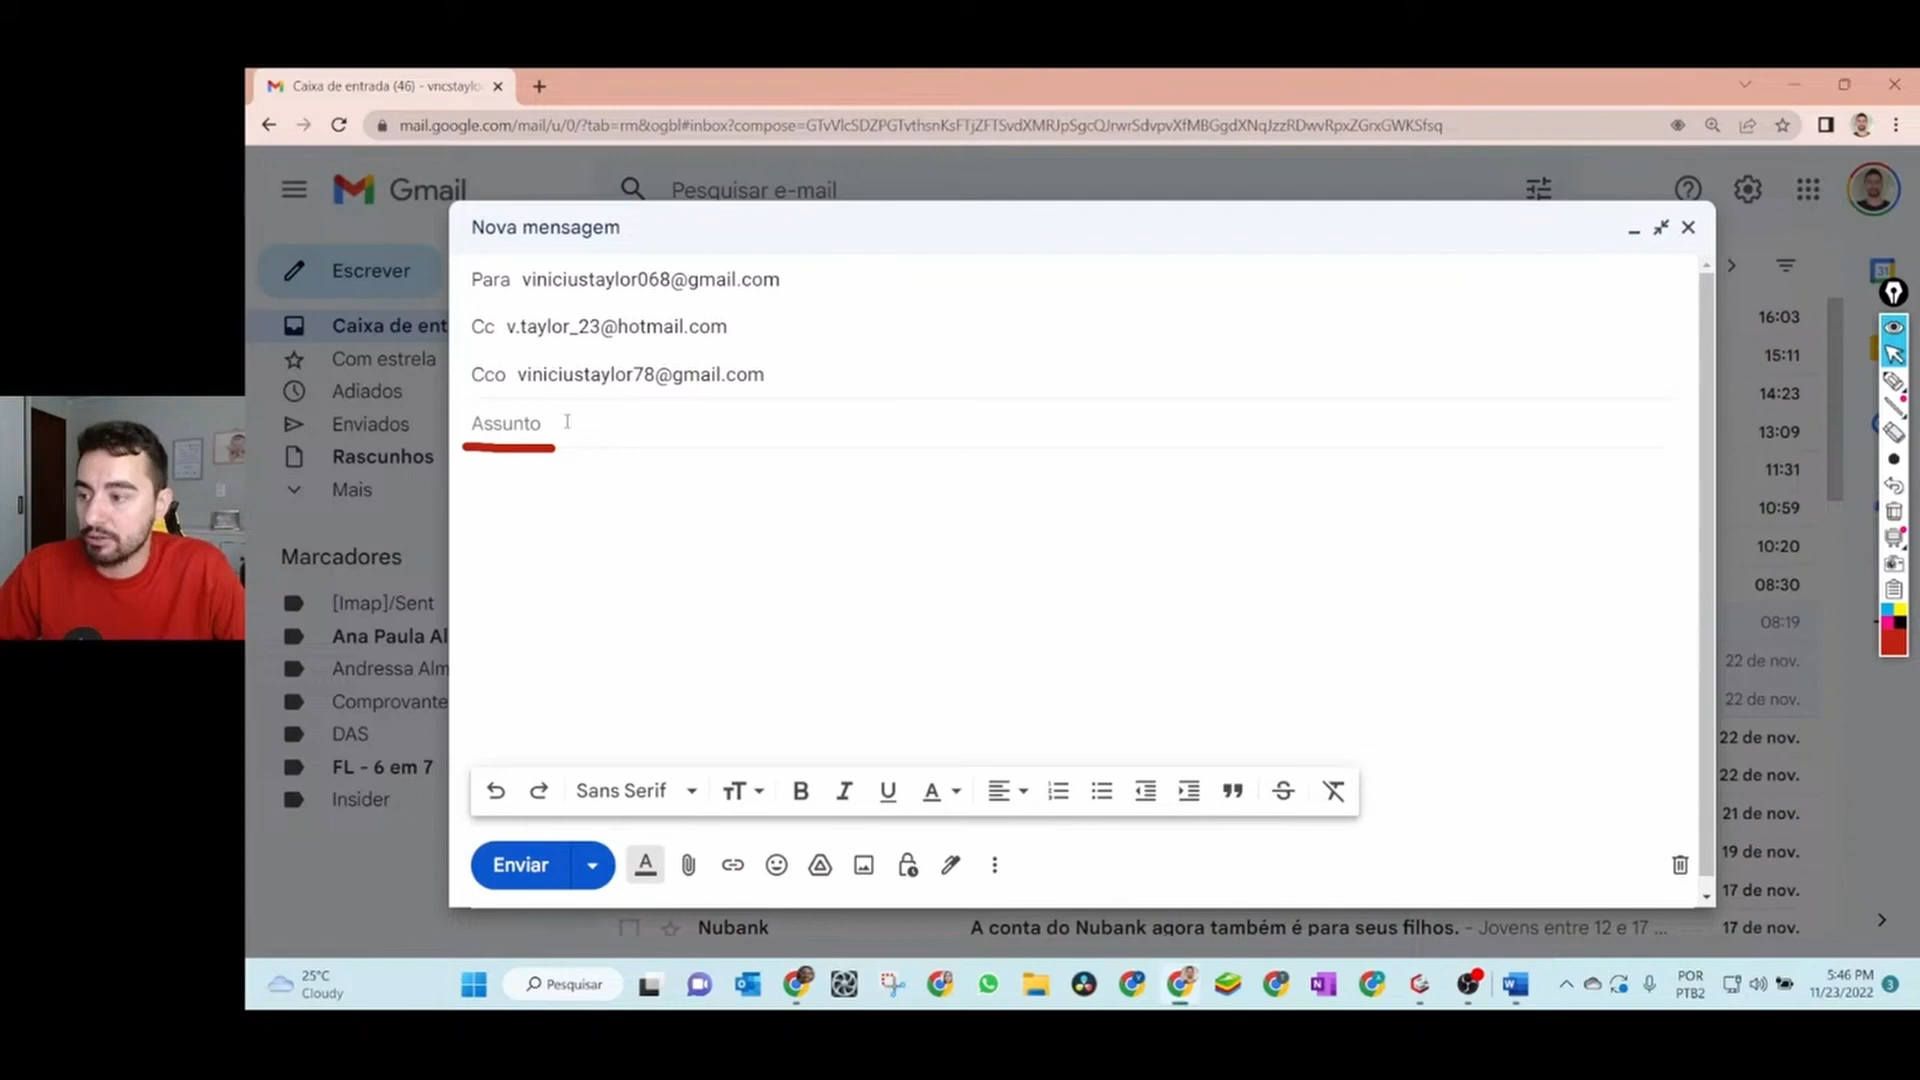 Caixa de entrada (46) - vncstaylo
mail.google.com/mail/u/0/?tab=rm&ogbl#inbox?compose=GTvVlcSDZPGTvthsnKsFTjZFTSvdXMRJpSgcQJrwrSdvpvXfMBGgdXNqJzzRDwvRpxZGrxGWKSfsq
Gmail
Pesquisar e-mail
Escrever
Caixa de ent
Com estrela
Adiados
Enviados
Rascunhos
Mais
Marcadores
[Imap]/Sent
Ana Paula Al
Andressa Alm
Comprovante
DAS
FL - 6 em 7
Insider
Nova mensagem
Para viniciustaylor068@gmail.com
Cc v.taylor_23@hotmail.com
Cco viniciustaylor78@gmail.com
Assunto
Sans Serif
Enviar
16:03
15:11
14:23
13:09
11:31
10:59
10:20
08:30
08:19
22 de nov.
22 de nov.
22 de nov.
22 de nov.
21 de nov.
19 de nov.
17 de nov.
Nubank A conta do Nubank agora também é para seus filhos. - Jovens entre 12 e 17 ... 17 de nov.
25°C
Cloudy
Pesquisar
POR
PTB2
5:46 PM
11/23/2022
3